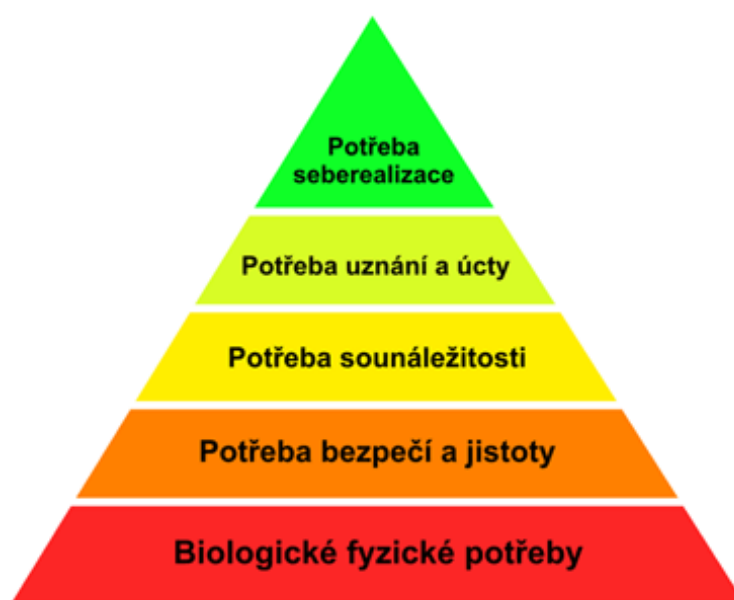 Potřeba
seberealizace
Potřeba uznání a úcty
Potřeba sounáležitosti
Potřeba bezpečí a jistoty
Biologické fyzické potřeby